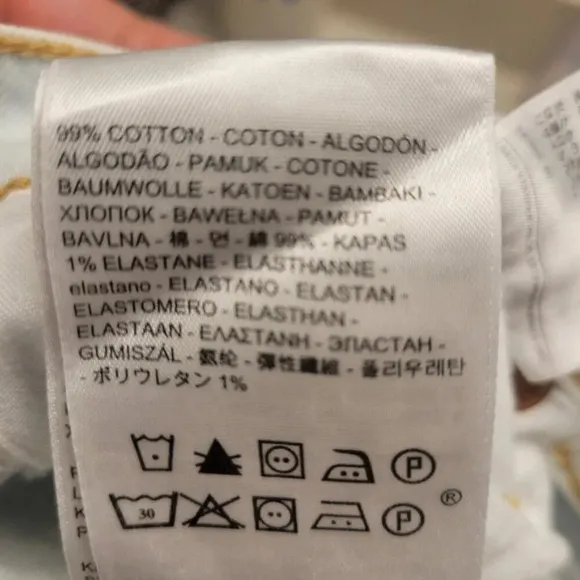 99% COTTON - COTON - ALGODÓN -
ALGODÃO - PAMUK - COTONE -
BAUMWOLLE - KATOEN - BAMBAKI -
ХЛОПОК - BAWEŁNA - PAMUT -
BAVLNA - 棉 - 면 - 綿 99% - KAPAS
1% ELASTANE - ELASTHANNE -
elastano - ELASTANO - ELASTAN -
ELASTOMERO - ELASTHAN -
ELASTAAN - ΕΛΑΣΤΑΝΗ - ЭЛАСТАН -
GUMISZÁL - 氨纶 - 彈性纖維 - 폴리우레탄
- ポリウレタン 1%
P
30
P
®